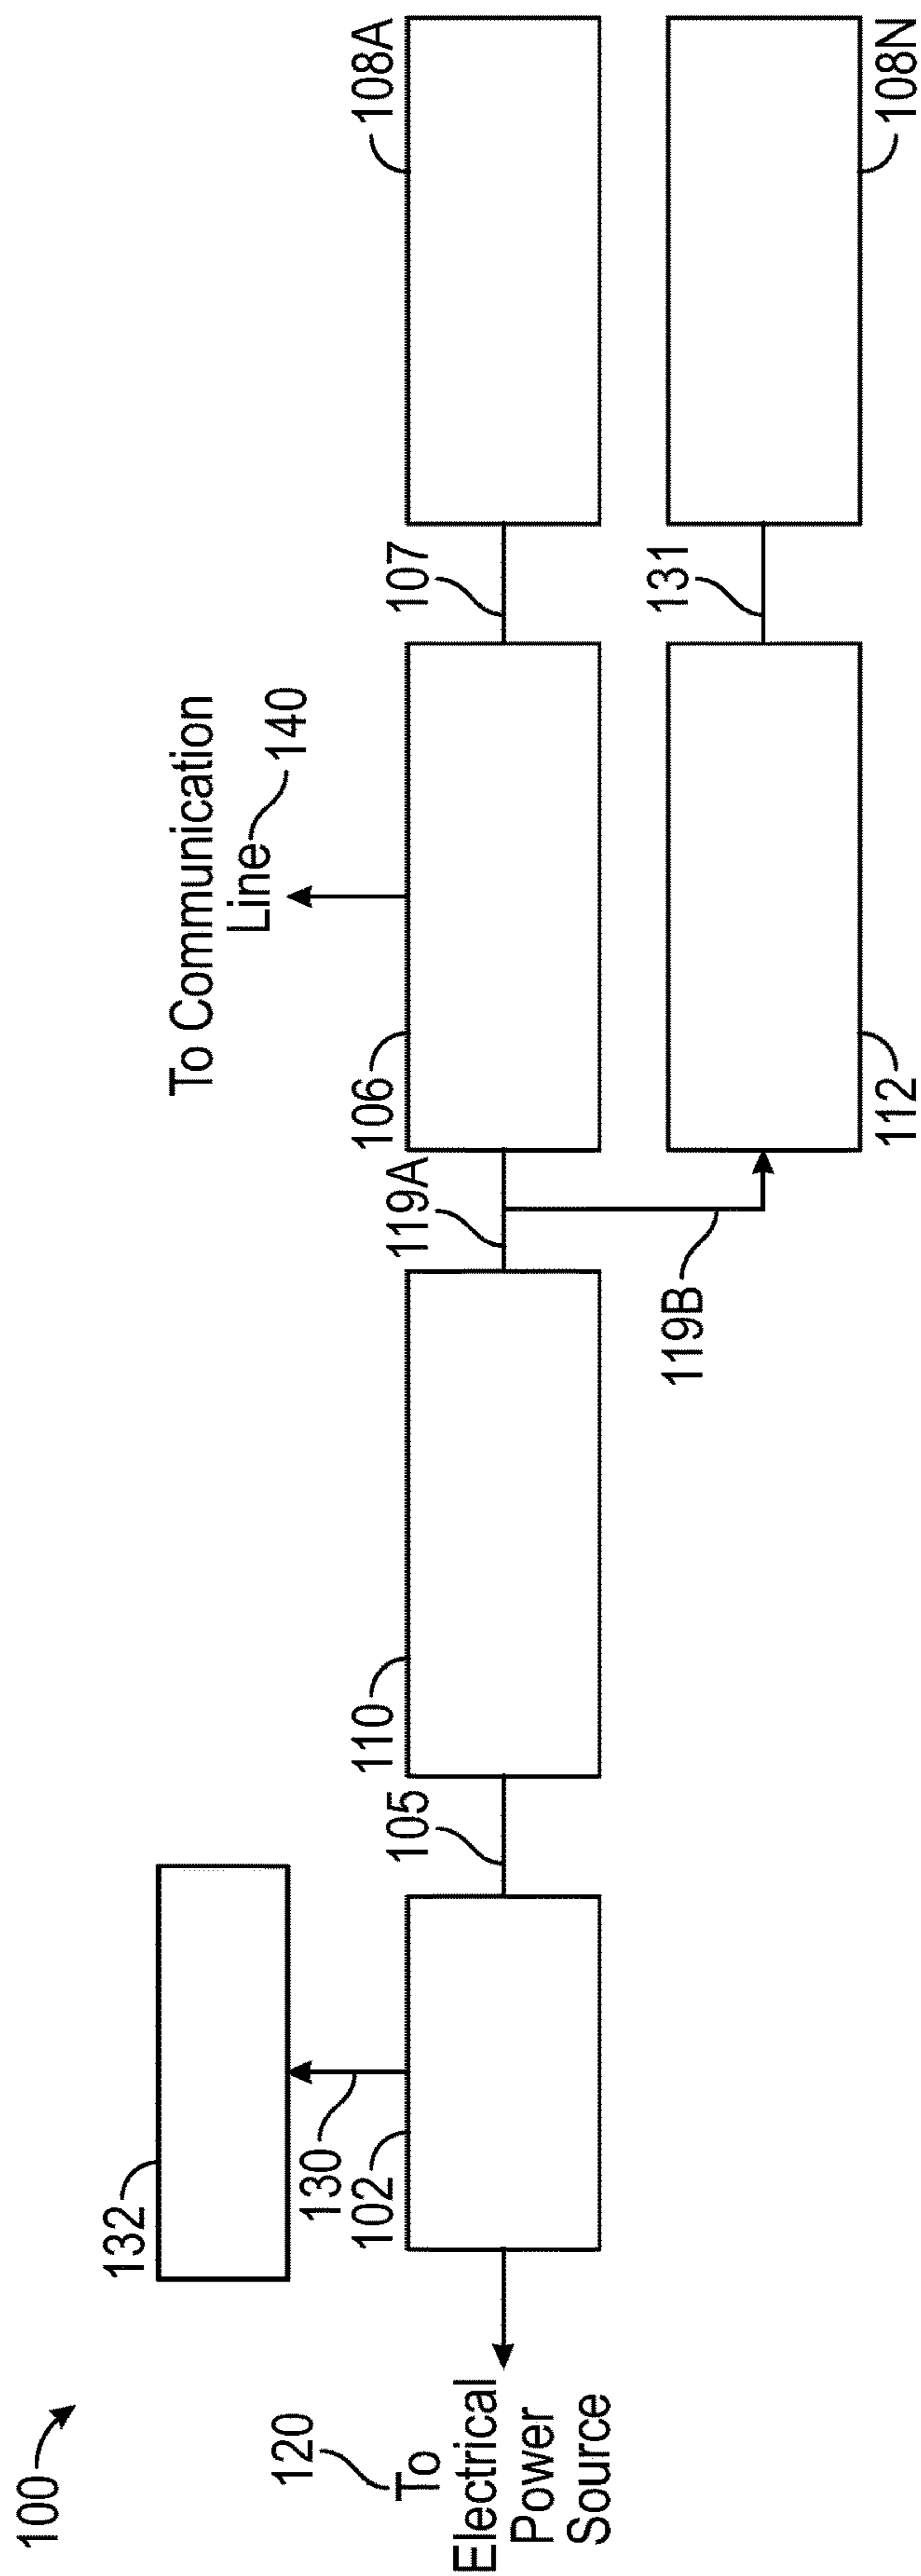 100
132
130
102
120
To
Electrical
Power
Source
105
110
119A
119B
106
To Communication
Line 140
112
107
131
108A
108N